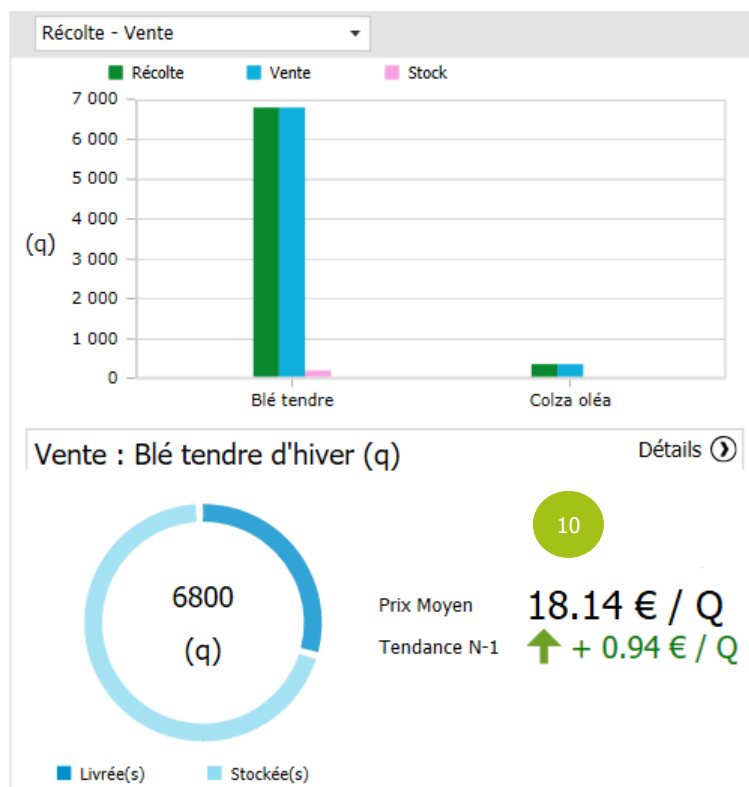 Récolte - Vente
Récolte Vente Stock
7 000
6 000
5 000
4 000
(q)
3 000
2 000
1 000
0
Blé tendre Colza oléa
Vente : Blé tendre d'hiver (q) Détails
10
6800
(q)
Prix Moyen 18.14 € / Q
Tendance N-1 + 0.94 € / Q
Livrée(s) Stockée(s)